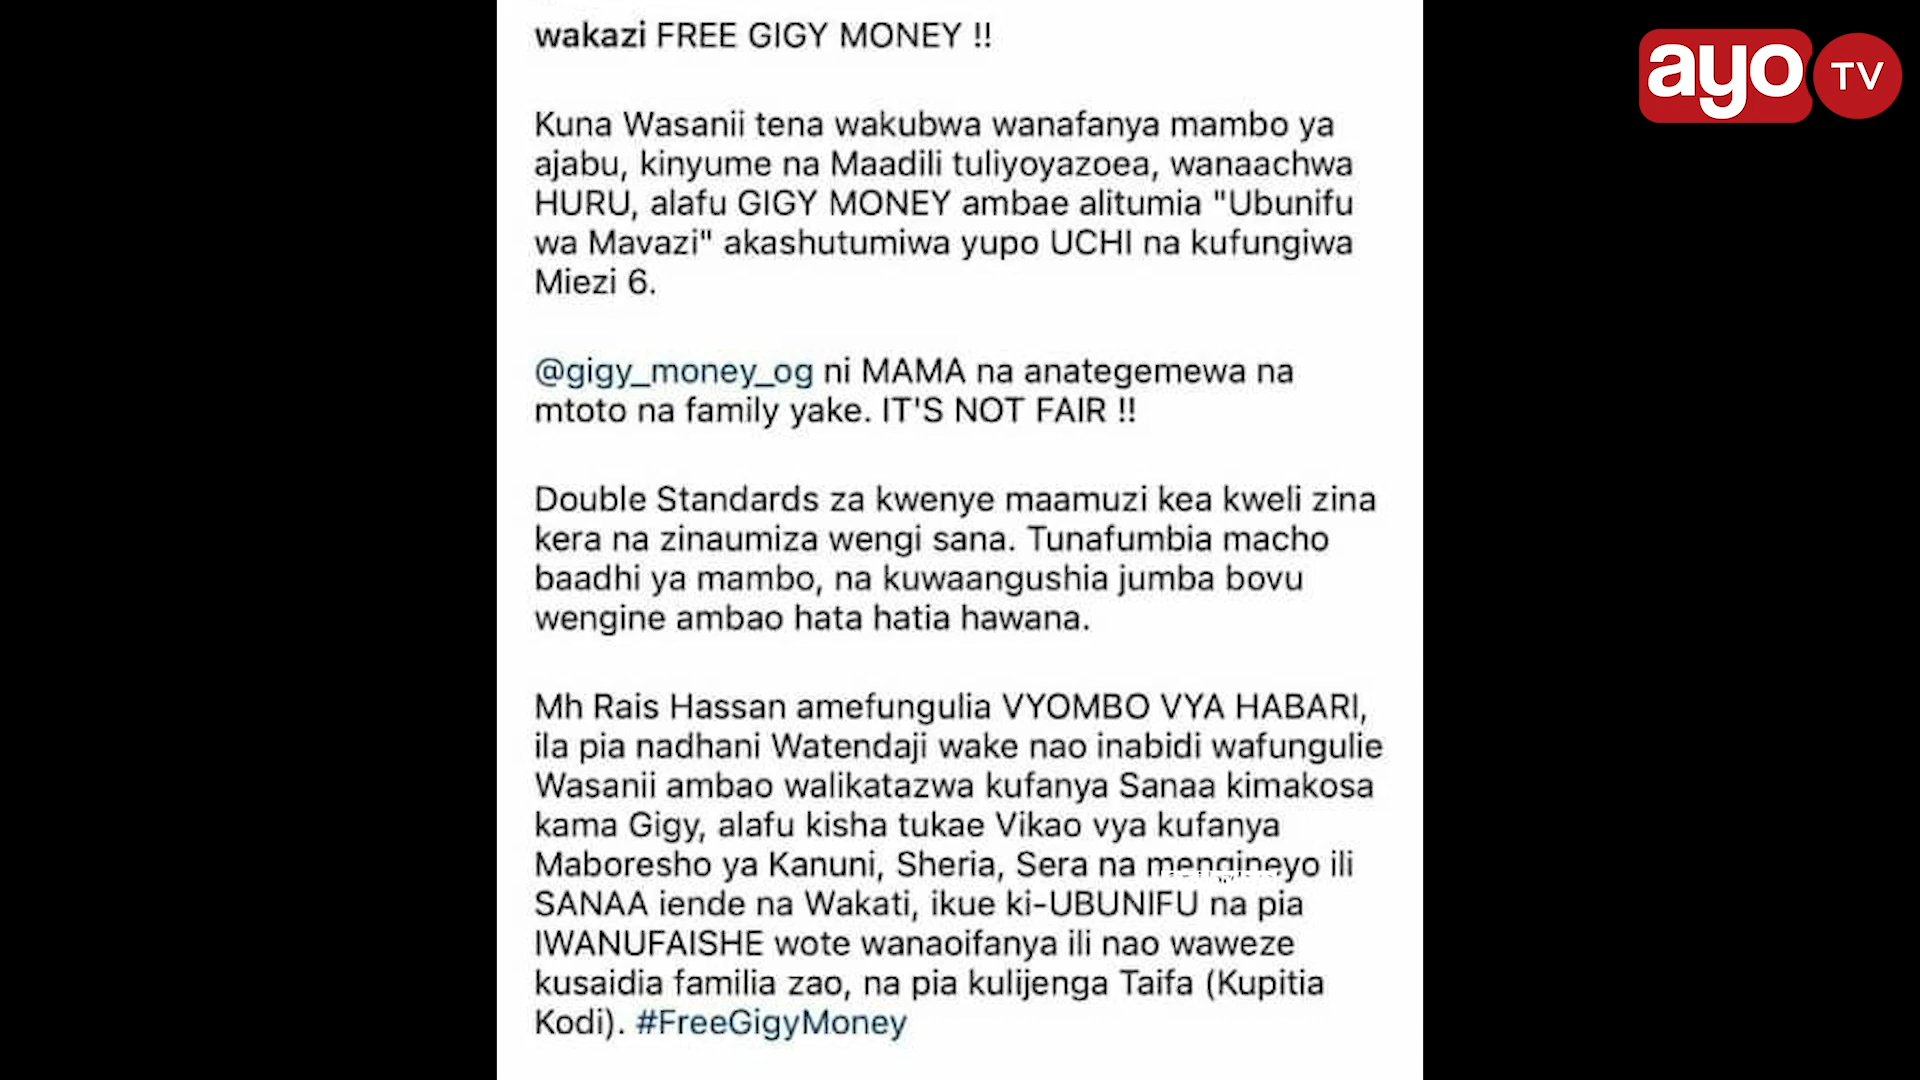 wakazi FREE GIGY MONEY !!
Kuna Wasanii tena wakubwa wanafanya mambo ya
ajabu, kinyume na Maadili tuliyoyazoea, wanaachwa
HURU, alafu GIGY MONEY ambae alitumia "Ubunifu
wa Mavazi" akashutumiwa yupo UCHI na kufungiwa
Miezi 6.
@gigy_money_og ni MAMA na anategemewa na
mtoto na family yake. IT'S NOT FAIR !!
Double Standards za kwenye maamuzi kea kweli zina
kera na zinaumiza wengi sana. Tunafumbia macho
baadhi ya mambo, na kuwaangushia jumba bovu
wengine ambao hata hatia hawana.
Mh Rais Hassan amefungulia VYOMBO VYA HABARI,
ila pia nadhani Watendaji wake nao inabidi wafungulie
Wasanii ambao walikatazwa kufanya Sanaa kimakosa
kama Gigy, alafu kisha tukae Vikao vya kufanya
Maboresho ya Kanuni, Sheria, Sera na mengineyo ili
SANAA iende na Wakati, ikue ki-UBUNIFU na pia
IWANUFAISHE wote wanaoifanya ili nao waweze
kusaidia familia zao, na pia kulijenga Taifa (Kupitia
Kodi). #FreeGigyMoney
ayo TV